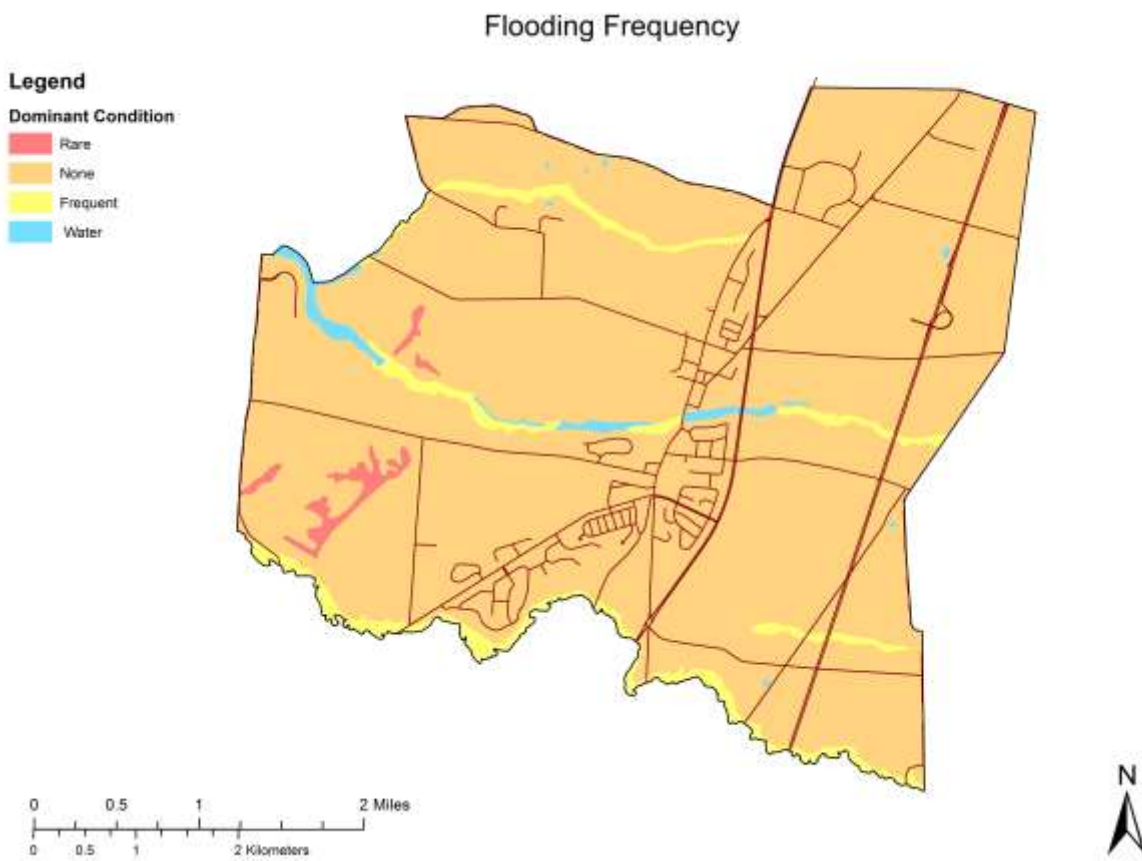 Flooding Frequency
Legend
Dominant Condition
Rare
None
Frequent
Water
0 0.5 1 2 Miles
0 0.5 1 2 Kilometers
N